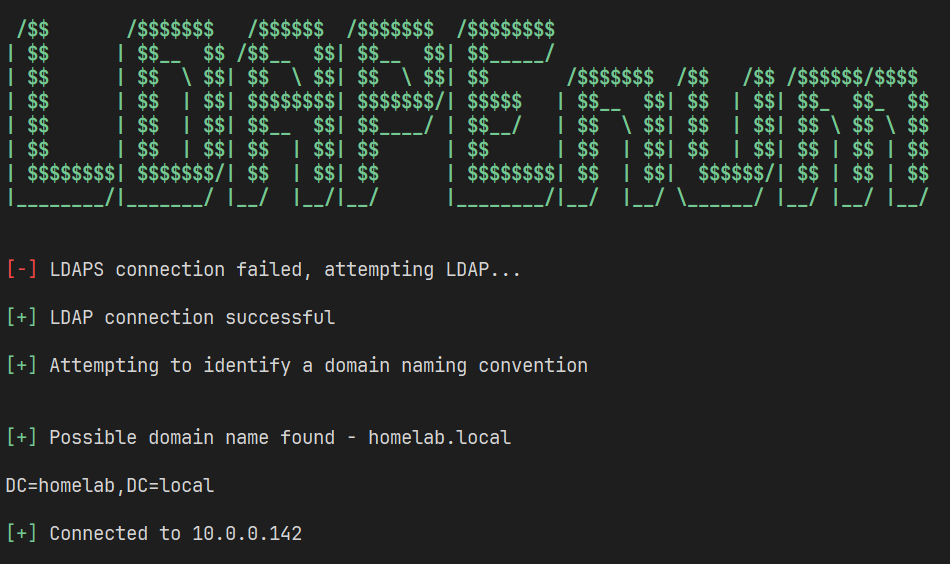 /$$       /$$$$$$$   /$$$$$$  /$$$$$$$  /$$$$$$$$
| $$      | $$__  $$ /$$__  $$| $$__  $$| $$_____/
| $$      | $$  \ $$| $$  \ $$| $$  \ $$| $$       /$$$$$$$  /$$   /$$ /$$$$$$/$$$$
| $$      | $$  | $$| $$$$$$$$| $$$$$$$/| $$$$$   | $$__  $$| $$  | $$| $$_  $$_  $$
| $$      | $$  | $$| $$__  $$| $$____/ | $$__/   | $$  \ $$| $$  | $$| $$ \ $$ \ $$
| $$      | $$  | $$| $$  | $$| $$      | $$      | $$  | $$| $$  | $$| $$ | $$ | $$
| $$$$$$$$| $$$$$$$/| $$  | $$| $$      | $$$$$$$$| $$  | $$|  $$$$$$/| $$ | $$ | $$
|________/|_______/ |__/  |__/|__/      |________/|__/  |__/ \______/ |__/ |__/ |__/
[-] LDAPS connection failed, attempting LDAP...
[+] LDAP connection successful
[+] Attempting to identify a domain naming convention
[+] Possible domain name found - homelab.local
DC=homelab,DC=local
[+] Connected to 10.0.0.142